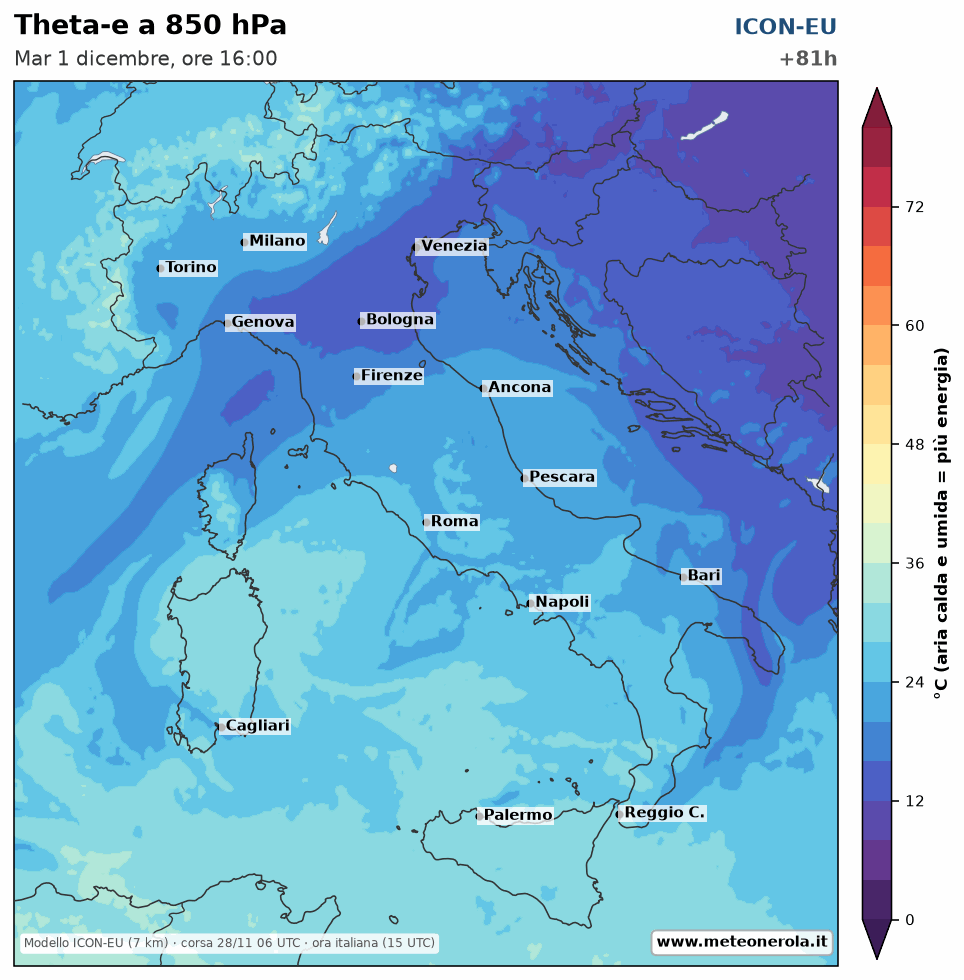 Theta-e a 850 hPa
ICON-EU
Mar 1 dicembre, ore 16:00
+81h
Milano
Venezia
Torino
Genova
Bologna
Firenze
Ancona
Pescara
Roma
Bari
Napoli
Cagliari
Palermo
Reggio C.
72
60
48
36
24
12
0
°C (aria calda e umida = più energia)
Modello ICON-EU (7 km) · corsa 28/11 06 UTC · ora italiana (15 UTC)
www.meteonerola.it